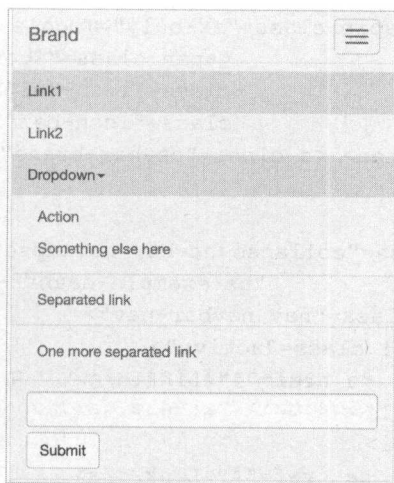 Brand
Link1
Link2
Dropdown
Action
Something else here
Separated link
One more separated link
Submit